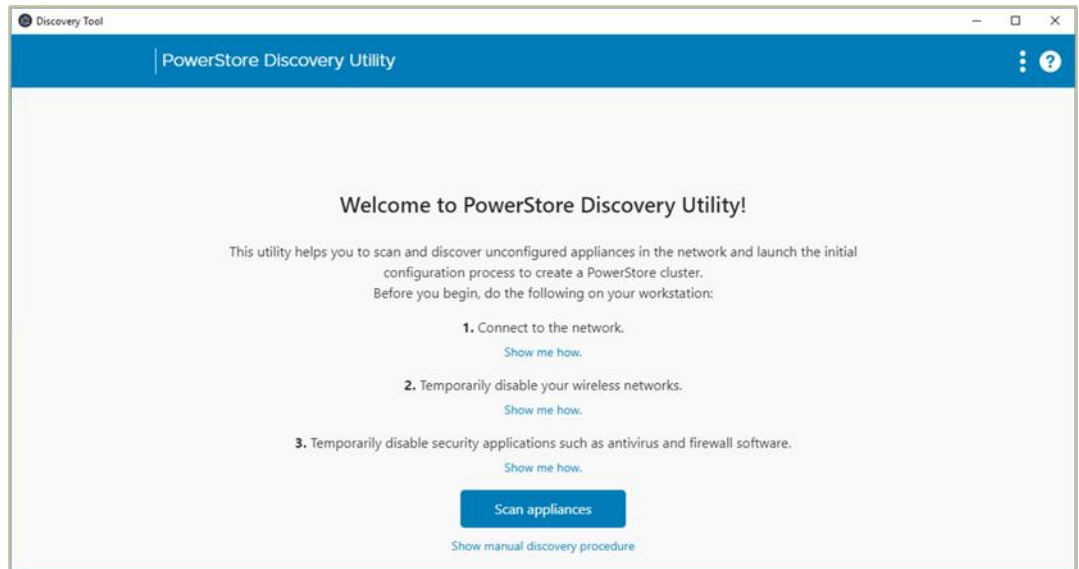 Discovery Tool
PowerStore Discovery Utility
Welcome to PowerStore Discovery Utility!
This utility helps you to scan and discover unconfigured appliances in the network and launch the initial
configuration process to create a PowerStore cluster.
Before you begin, do the following on your workstation:
1. Connect to the network.
Show me how.
2. Temporarily disable your wireless networks.
Show me how.
3. Temporarily disable security applications such as antivirus and firewall software.
Show me how.
Scan appliances
Show manual discovery procedure